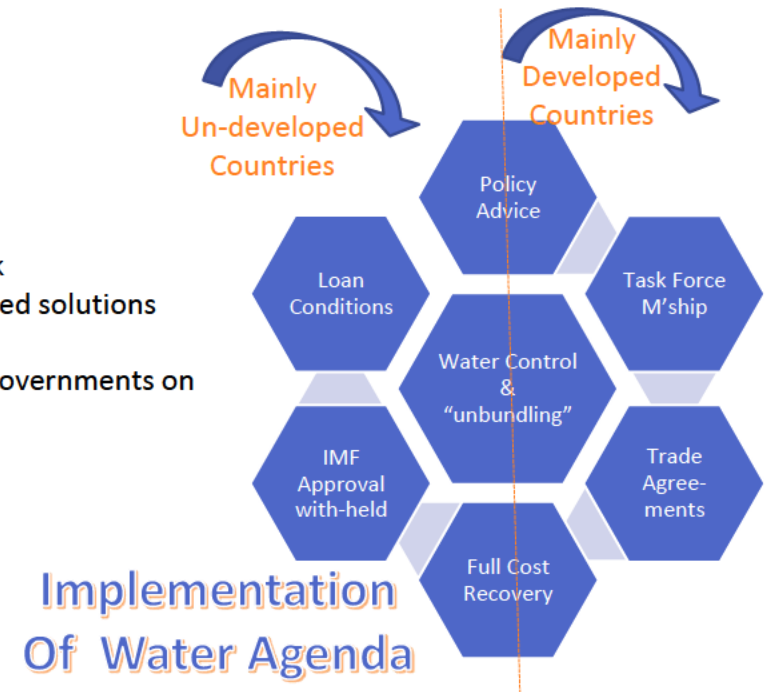 Mainly
Un-developed
Countries
Mainly
Developed
Countries
ed solutions
overnments on
Policy
Advice
Loan
Conditions
Task Force
M'ship
Water Control
&
“unbundling”
IMF
Approval
with-held
Trade
Agree-
ments
Full Cost
Recovery
Implementation
Of Water Agenda